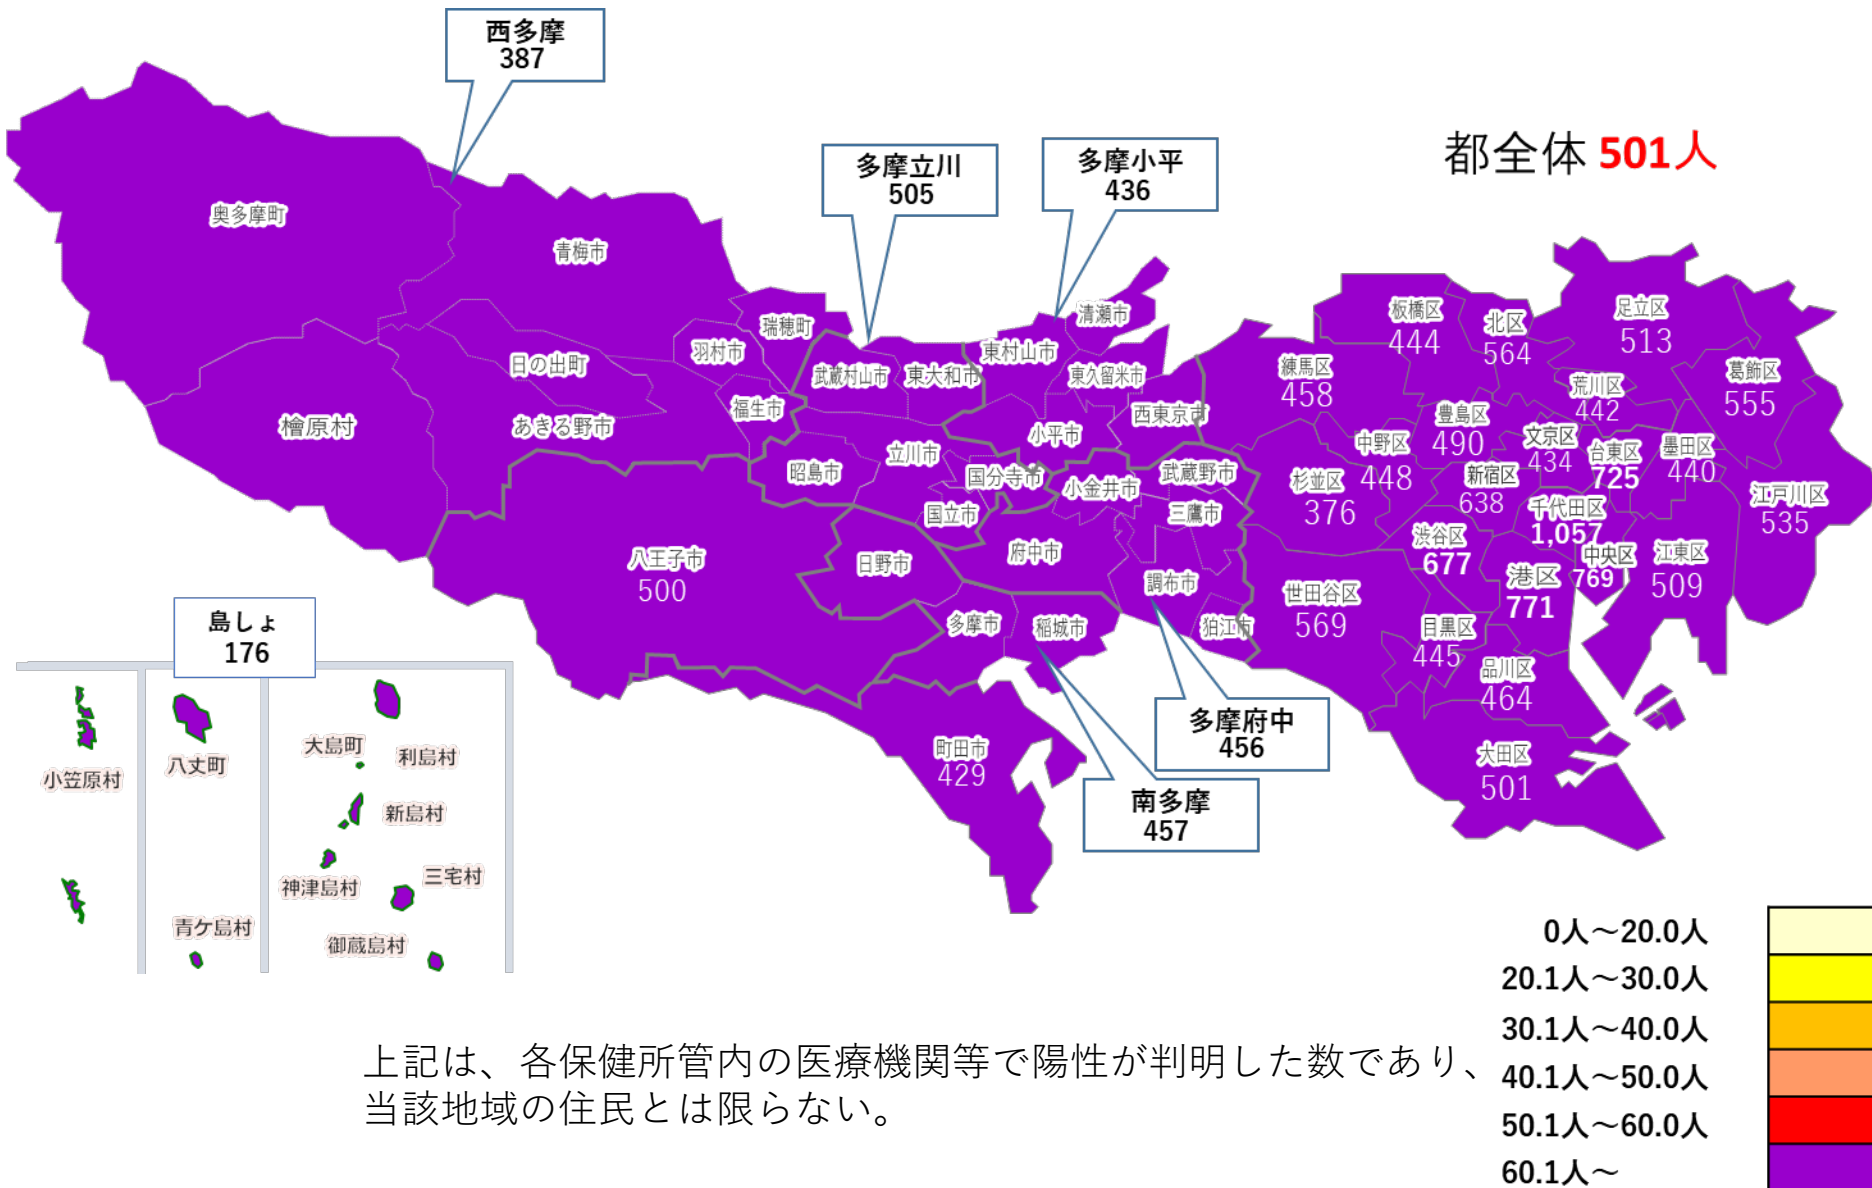 西多摩
387
多摩立川
505
多摩小平
436
都全体 501人
奥多摩町
青梅市
瑞穂町
羽村市
日の出町
福生市
あきる野市
檜原村
武蔵村山市
東大和市
東村山市
清瀬市
東久留米市
西東京市
小平市
立川市
昭島市
国分寺市
小金井市
武蔵野市
国立市
三鷹市
府中市
日野市
調布市
八王子市
500
多摩市
稲城市
狛江市
町田市
429
板橋区
444
北区
564
足立区
513
練馬区
458
荒川区
442
葛飾区
555
豊島区
490
中野区
448
文京区
434
台東区
725
墨田区
440
杉並区
376
新宿区
638
江戸川区
535
千代田区
1,057
渋谷区
677
中央区
769
江東区
509
港区
771
世田谷区
569
目黒区
445
品川区
464
大田区
501
多摩府中
456
南多摩
457
島しょ
176
小笠原村
八丈町
青ケ島村
大島町
利島村
新島村
神津島村
三宅村
御蔵島村
上記は、各保健所管内の医療機関等で陽性が判明した数であり、
当該地域の住民とは限らない。
0人～20.0人
20.1人～30.0人
30.1人～40.0人
40.1人～50.0人
50.1人～60.0人
60.1人～